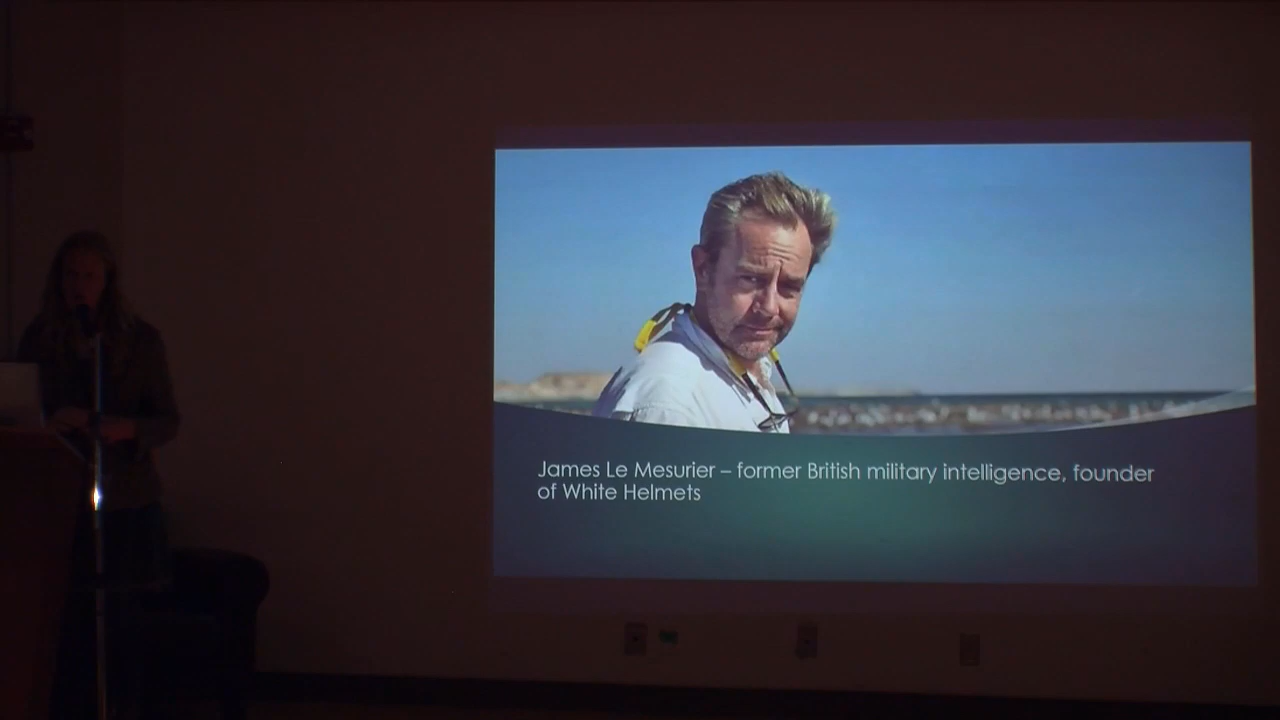 James Le Mesurier – former British military intelligence, founder
of White Helmets